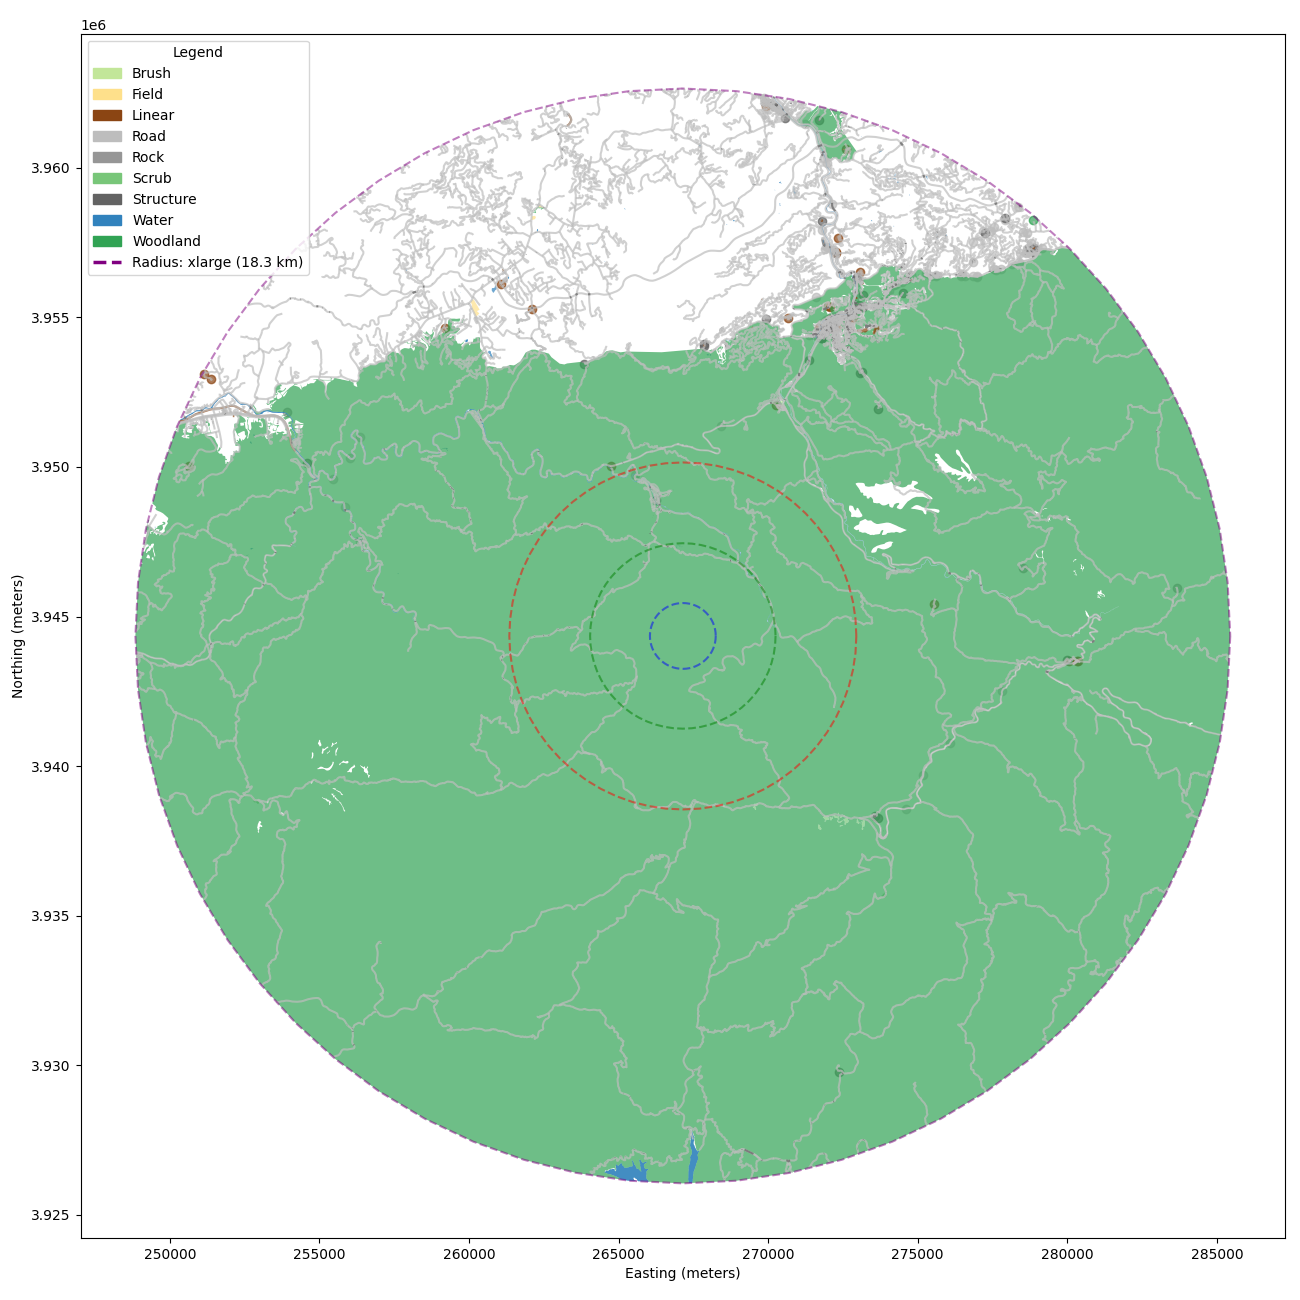 1e6
Legend
Brush
Field
Linear
Road
Rock
Scrub
Structure
Water
Woodland
Radius: xlarge (18.3 km)
3.960
3.955
3.950
3.945
3.940
3.935
3.930
3.925
Northing (meters)
250000 255000 260000 265000 270000 275000 280000 285000
Easting (meters)